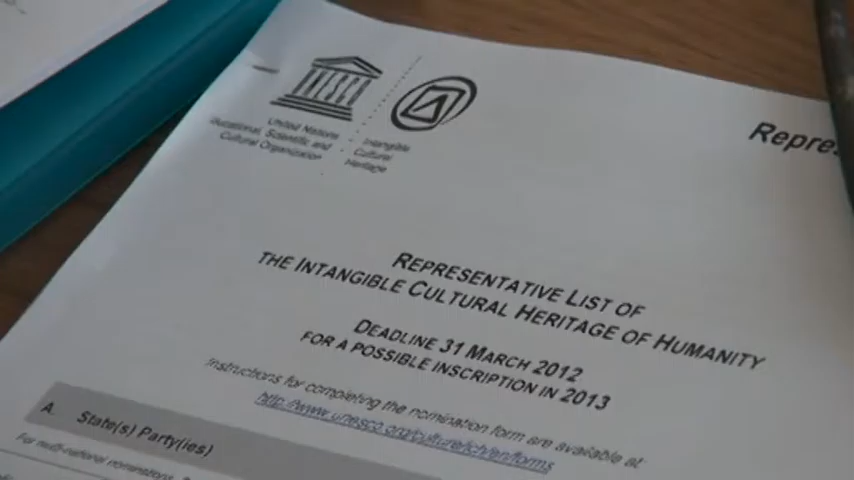 UNESCO
United Nations
Educational, Scientific and
Cultural Organization
Intangible
Cultural
Heritage
Repres
REPRESENTATIVE LIST OF
THE INTANGIBLE CULTURAL HERITAGE OF HUMANITY
DEADLINE 31 MARCH 2012
FOR A POSSIBLE INSCRIPTION IN 2013
Instructions for completing the nomination form are available at
http://www.unesco.org/culture/ich/en/forms
A. State(s) Party(ies)
For multi-national nominations,